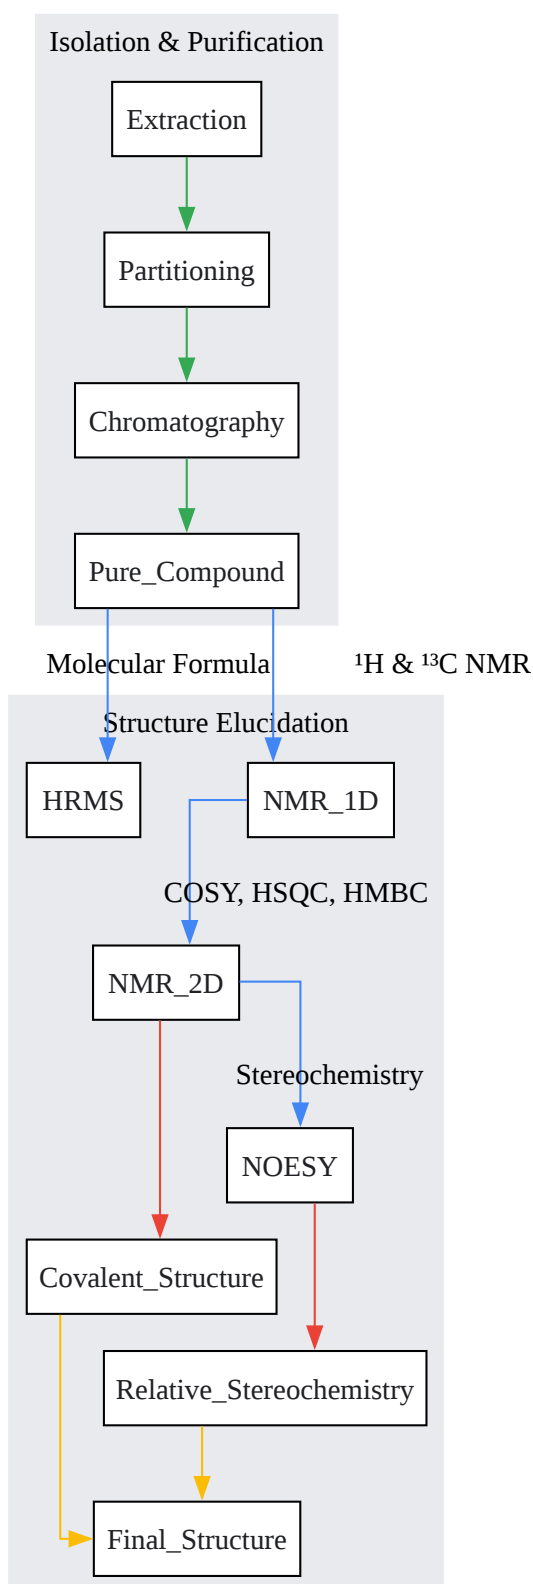 Isolation & Purification
Extraction
Partitioning
Chromatography
Pure_Compound
Molecular Formula
¹H & ¹³C NMR
Structure Elucidation
HRMS
NMR_1D
COSY, HSQC, HMBC
NMR_2D
Stereochemistry
NOESY
Covalent_Structure
Relative_Stereochemistry
Final_Structure